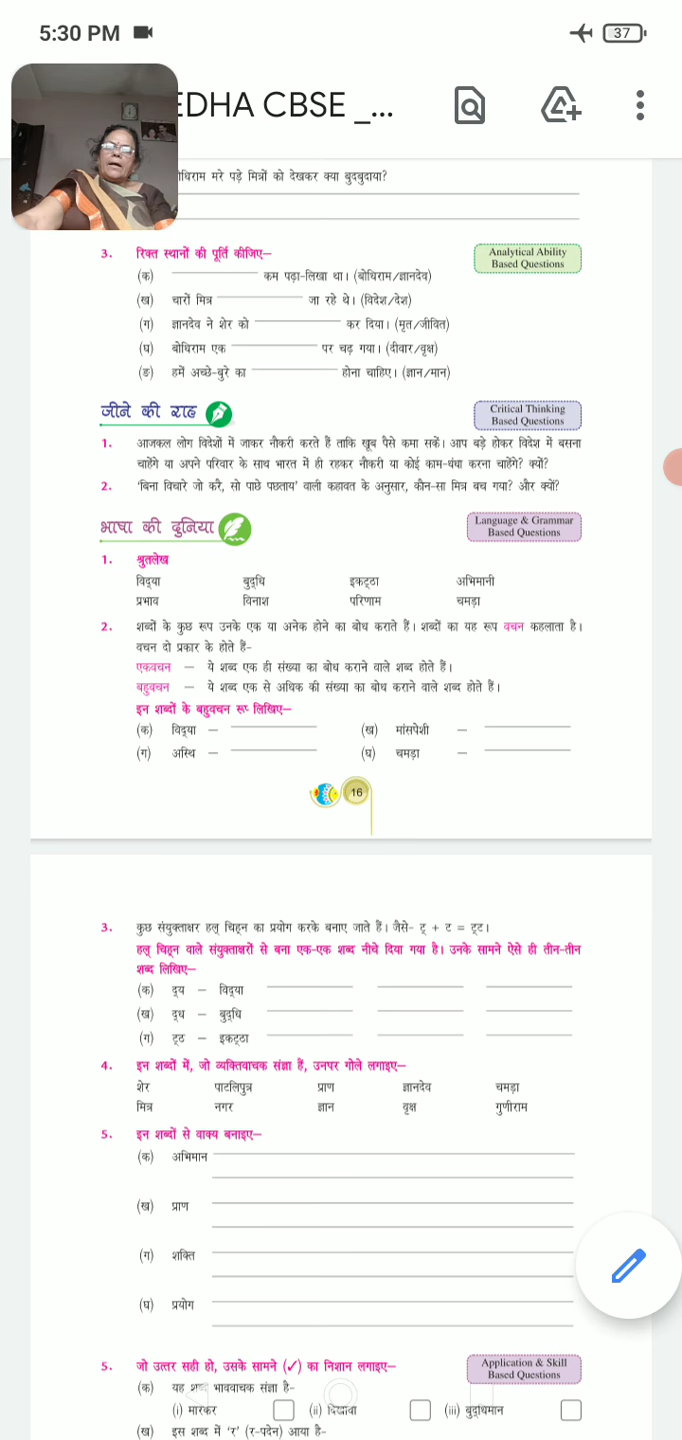 5:30 PM
37
EDHA CBSE _...
धिराम मरे पड़े मित्रों को देखकर क्या बुदबुदाया?
3. रिक्त स्थानों की पूर्ति कीजिए–
Analytical Ability
Based Questions
(क) कम पढ़ा-लिखा था। (बोधिराम/ज्ञानदेव)
(ख) चारों मित्र जा रहे थे। (विदेश/देश)
(ग) ज्ञानदेव ने शेर को कर दिया। (मृत/जीवित)
(घ) बोधिराम एक पर चढ़ गया। (दीवार/वृक्ष)
(ङ) हमें अच्छे-बुरे का होना चाहिए। (ज्ञान/मान)
जीने की राह
Critical Thinking
Based Questions
1. आजकल लोग विदेशों में जाकर नौकरी करते हैं ताकि खूब पैसे कमा सकें। आप बड़े होकर विदेश में बसना
चाहेंगे या अपने परिवार के साथ भारत में ही रहकर नौकरी या कोई काम-धंधा करना चाहेंगे? क्यों?
2. ‘बिना विचारे जो करै, सो पाछे पछताय’ वाली कहावत के अनुसार, कौन-सा मित्र बच गया? और क्यों?
भाषा की दुनिया
Language & Grammar
Based Questions
1. श्रुतलेख
विद्‌या बुद्‌धि इकट्‌ठा अभिमानी
प्रभाव विनाश परिणाम चमड़ा
2. शब्दों के कुछ रूप उनके एक या अनेक होने का बोध कराते हैं। शब्दों का यह रूप वचन कहलाता है।
वचन दो प्रकार के होते हैं–
एकवचन – ये शब्द एक ही संख्या का बोध कराने वाले शब्द होते हैं।
बहुवचन – ये शब्द एक से अधिक की संख्या का बोध कराने वाले शब्द होते हैं।
इन शब्दों के बहुवचन रूप लिखिए–
(क) विद्‌या – (ख) मांसपेशी –
(ग) अस्थि – (घ) चमड़ा –
16
3. कुछ संयुक्ताक्षर हल् चिह्‌न का प्रयोग करके बनाए जाते हैं। जैसे- ट् + ट = ट्‌ट।
हल् चिह्‌न वाले संयुक्ताक्षरों से बना एक-एक शब्द नीचे दिया गया है। उनके सामने ऐसे ही तीन-तीन
शब्द लिखिए–
(क) द्‌य – विद्‌या
(ख) द्‌ध – बुद्‌धि
(ग) ट्‌ठ – इकट्‌ठा
4. इन शब्दों में, जो व्यक्तिवाचक संज्ञा हैं, उनपर गोले लगाइए–
शेर पाटलिपुत्र प्राण ज्ञानदेव चमड़ा
मित्र नगर ज्ञान वृक्ष गुणीराम
5. इन शब्दों से वाक्य बनाइए–
(क) अभिमान
(ख) प्राण
(ग) शक्ति
(घ) प्रयोग
5. जो उत्तर सही हो, उसके सामने (✓) का निशान लगाइए–
Application & Skill
Based Questions
(क) यह शब्द भाववाचक संज्ञा है–
(i) मारकर (ii) दिखावा (iii) बुद्‌धिमान
(ख) इस शब्द में ‘र’ (र-पदेन) आया है–